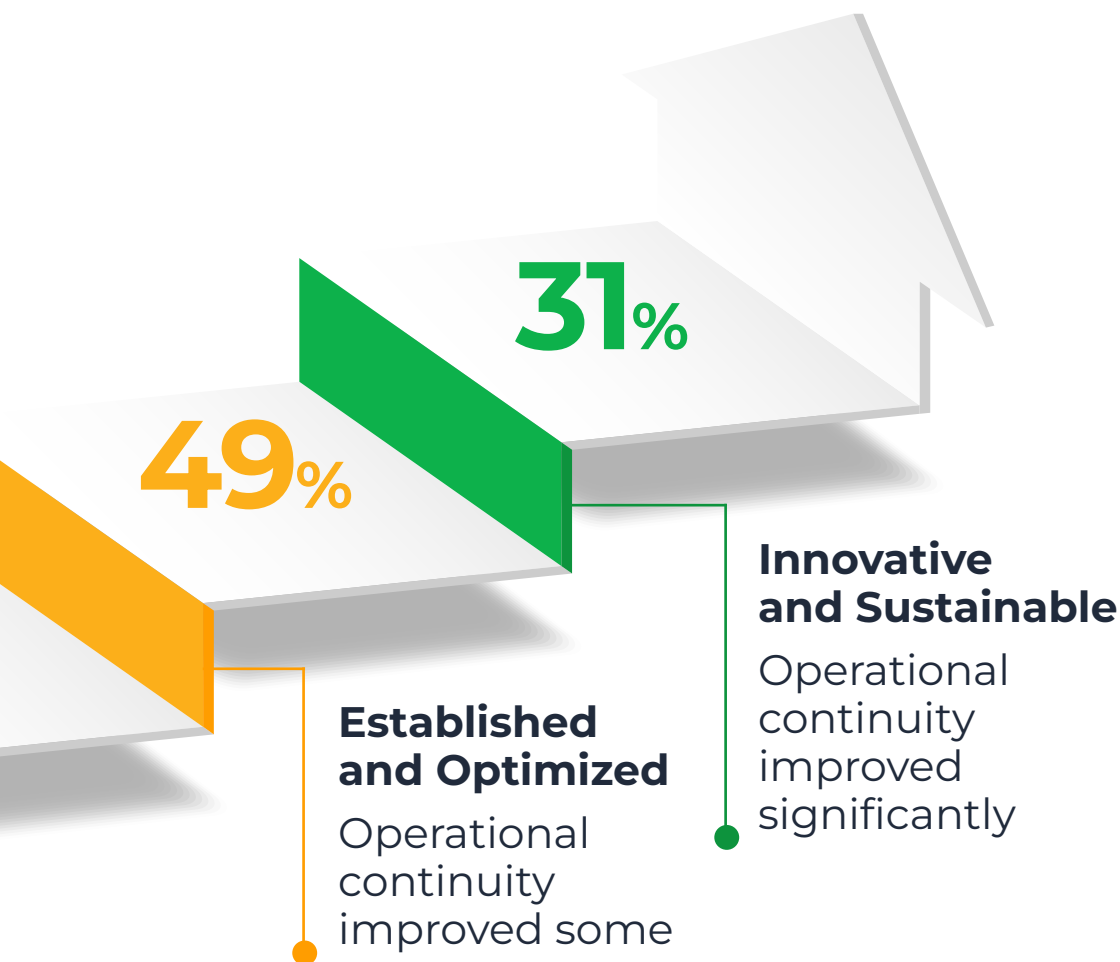 31%
49%
Innovative
and Sustainable
Operational
continuity
improved
significantly
Established
and Optimized
Operational
continuity
improved some